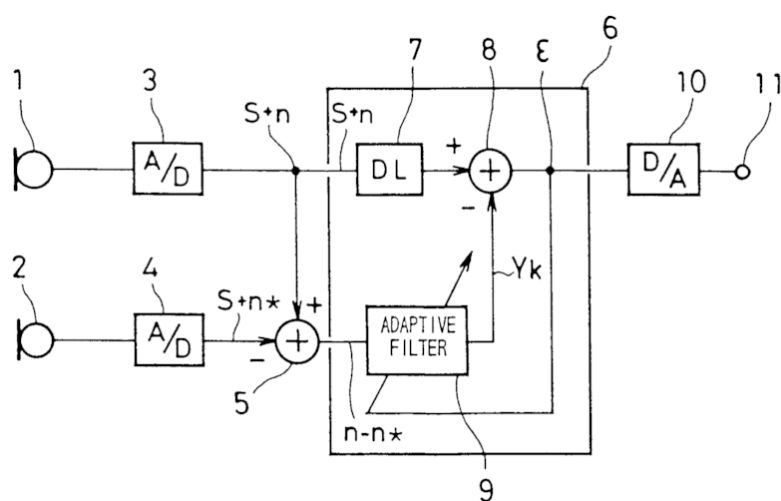 7
8
ε
6
1
3
10
11
S+n
S+n
A/D
DL
+
+
-
D/A
2
4
S+n*
+
Yk
A/D
-
+
ADAPTIVE
FILTER
5
n-n*
9